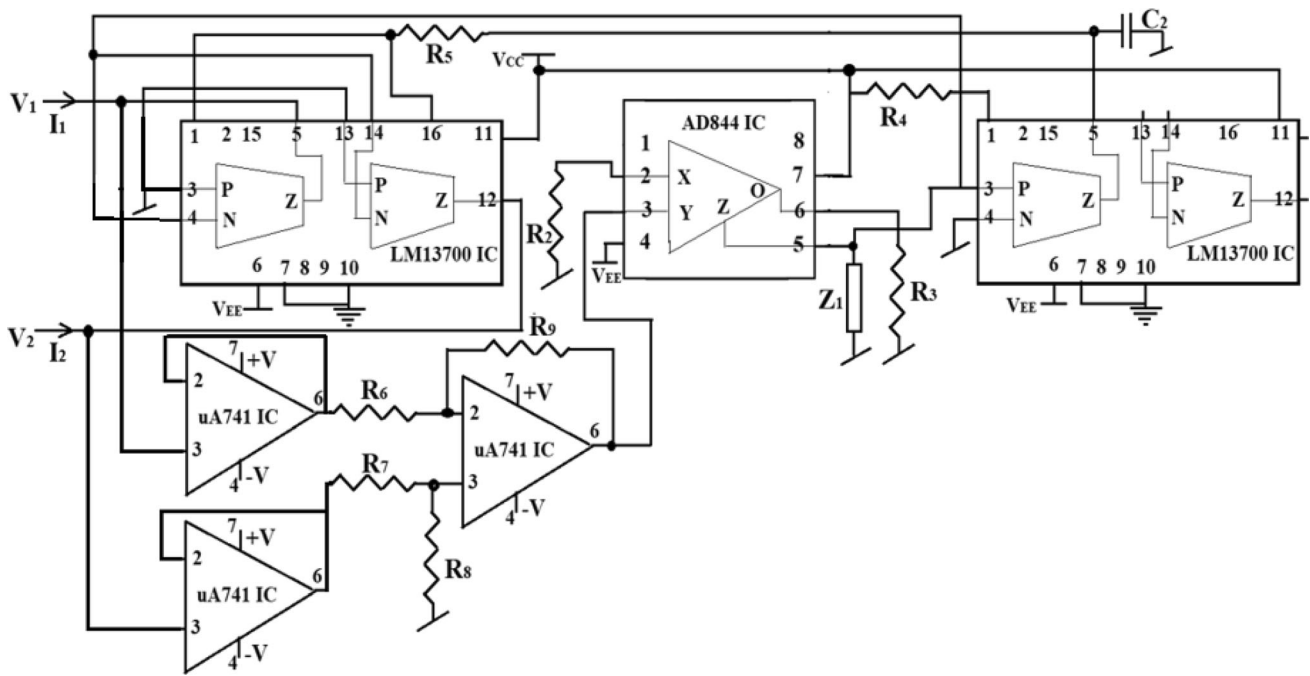 R5
C2
VCC
V1
I1
1 2 15 5 13 14 16 11
3 P Z P Z 12
4 N N
LM13700 IC
6 7 8 9 10
VEE
R2
AD844 IC
1 8
2 X O 7
3 Y Z 6
4 5
VEE
Z1
R3
R4
1 2 15 5 13 14 16 11
3 P Z P Z 12
4 N N
LM13700 IC
6 7 8 9 10
VEE
V2
I2
7 +V
2
uA741 IC 6
3
4 -V
R6
R9
7 +V
2
uA741 IC 6
3
4 -V
R7
R8
7 +V
2
uA741 IC 6
3
4 -V